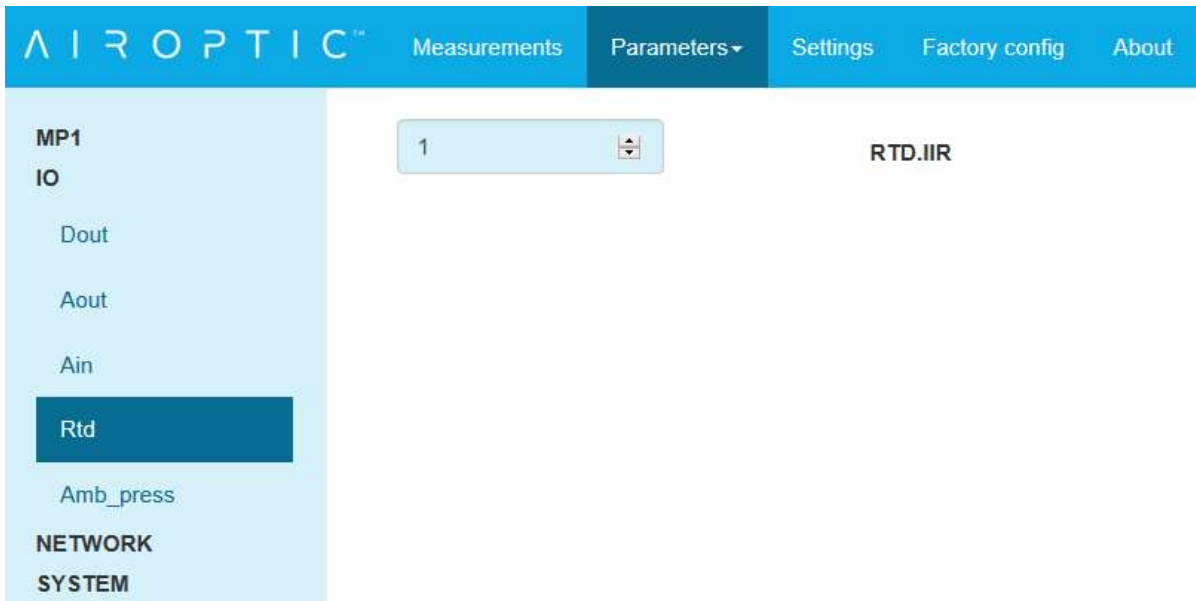 AIROPTIC™ Measurements Parameters Settings Factory config About
MP1
1
RTD.IIR
IO
Dout
Aout
Ain
Rtd
Amb_press
NETWORK
SYSTEM